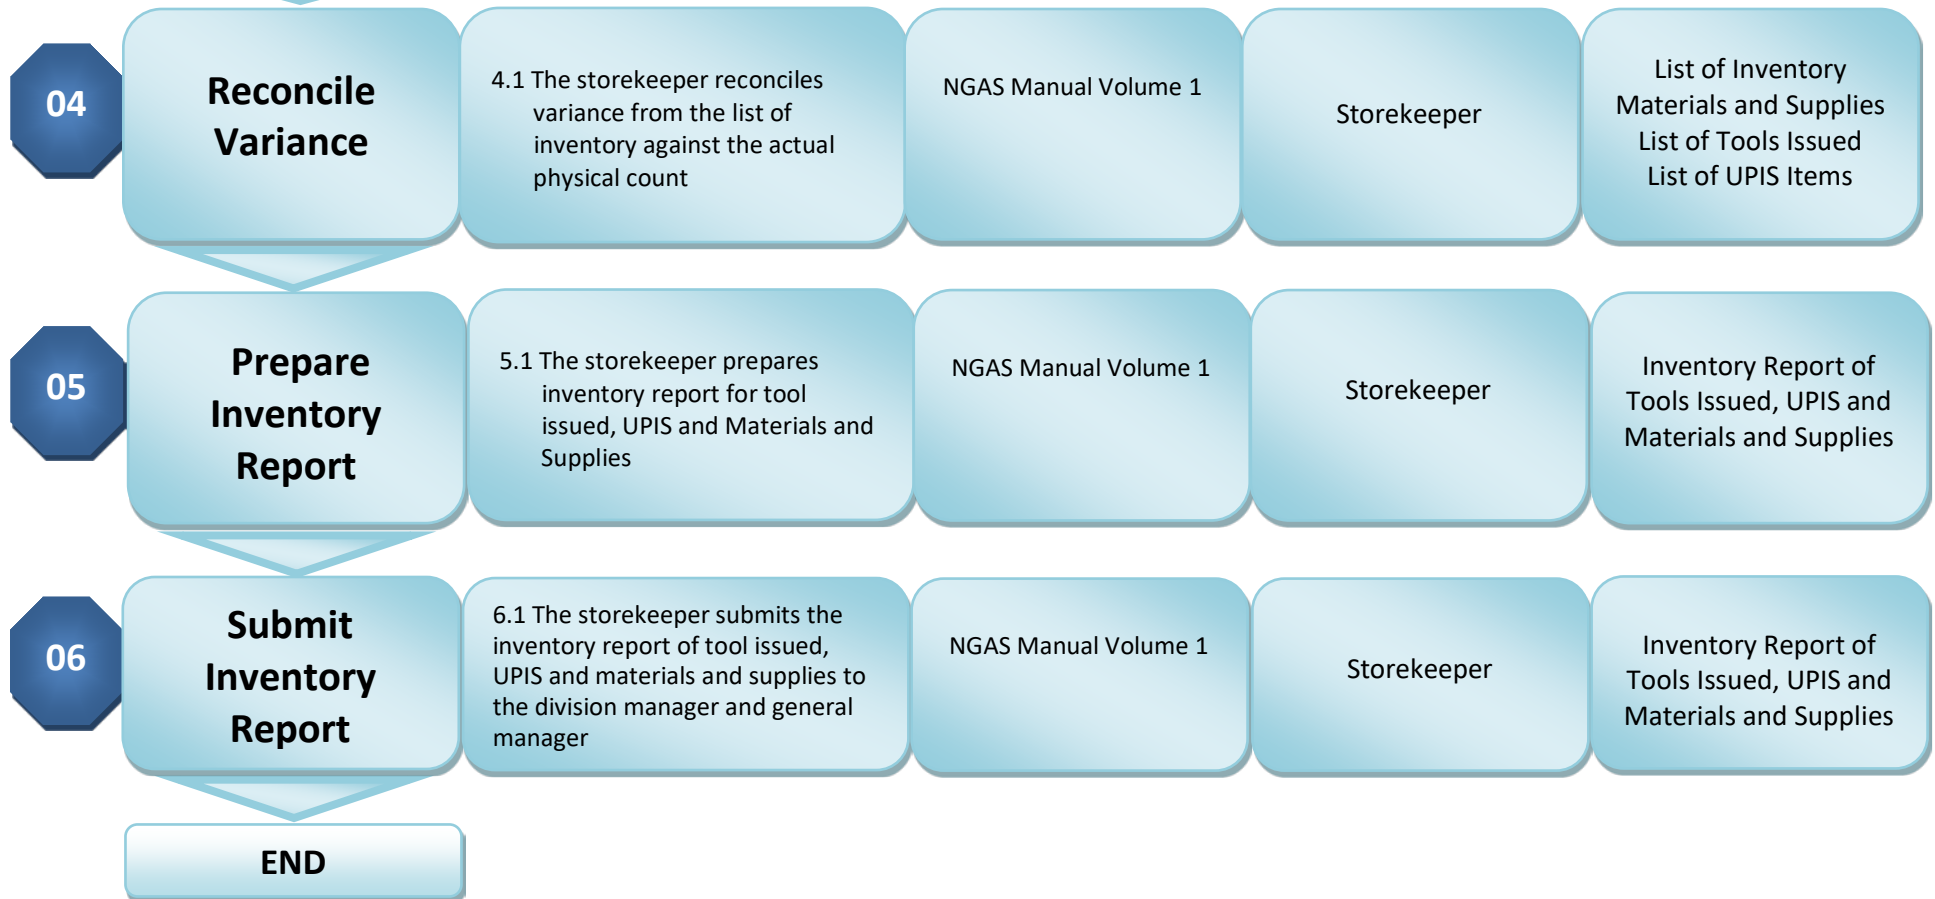 04
Reconcile
Variance
4.1 The storekeeper reconciles
variance from the list of
inventory against the actual
physical count
NGAS Manual Volume 1
Storekeeper
List of Inventory
Materials and Supplies
List of Tools Issued
List of UPIS Items
05
Prepare
Inventory
Report
5.1 The storekeeper prepares
inventory report for tool
issued, UPIS and Materials and
Supplies
NGAS Manual Volume 1
Storekeeper
Inventory Report of
Tools Issued, UPIS and
Materials and Supplies
06
Submit
Inventory
Report
6.1 The storekeeper submits the
inventory report of tool issued,
UPIS and materials and supplies to
the division manager and general
manager
NGAS Manual Volume 1
Storekeeper
Inventory Report of
Tools Issued, UPIS and
Materials and Supplies
END